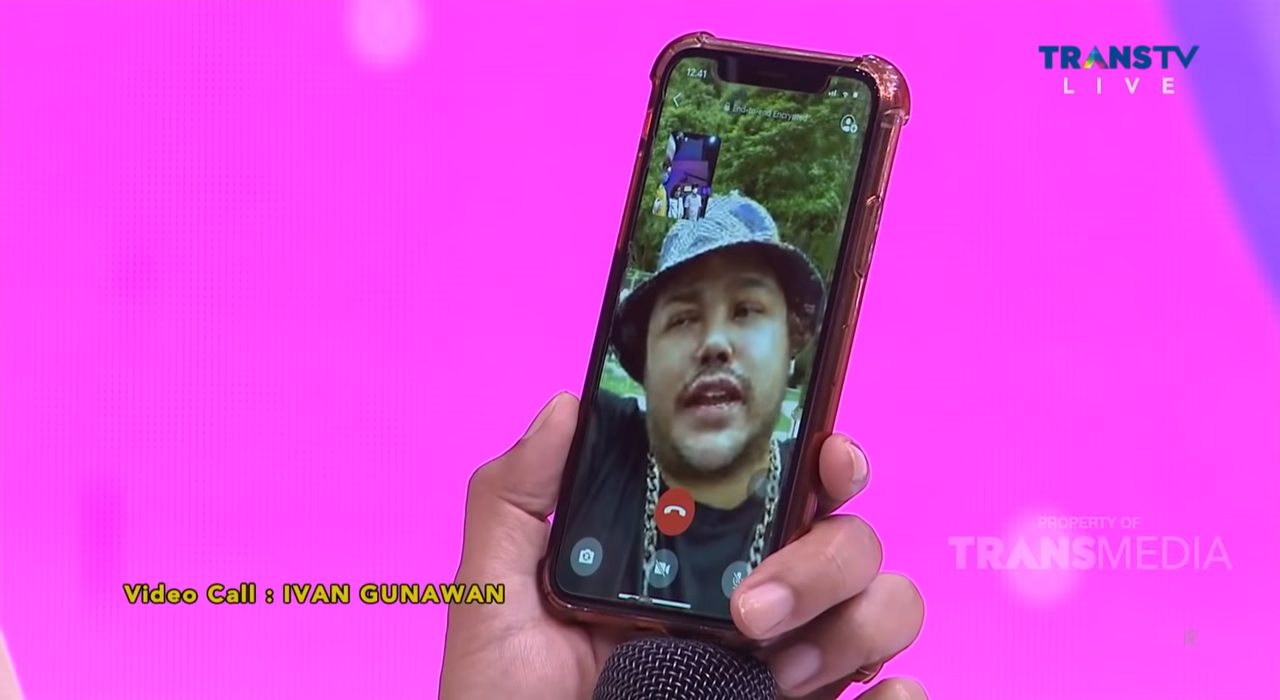 TRANSTV
LIVE
12.41
End-to-end Encrypted
PROPERTY OF
TRANSMEDIA
Video Call : IVAN GUNAWAN